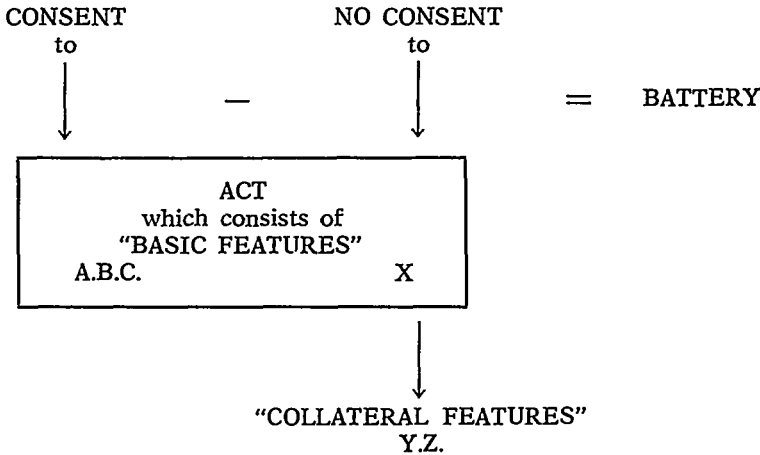 CONSENT NO CONSENT
to to
— = BATTERY
ACT
which consists of
“BASIC FEATURES”
A.B.C. X
“COLLATERAL FEATURES”
Y.Z.